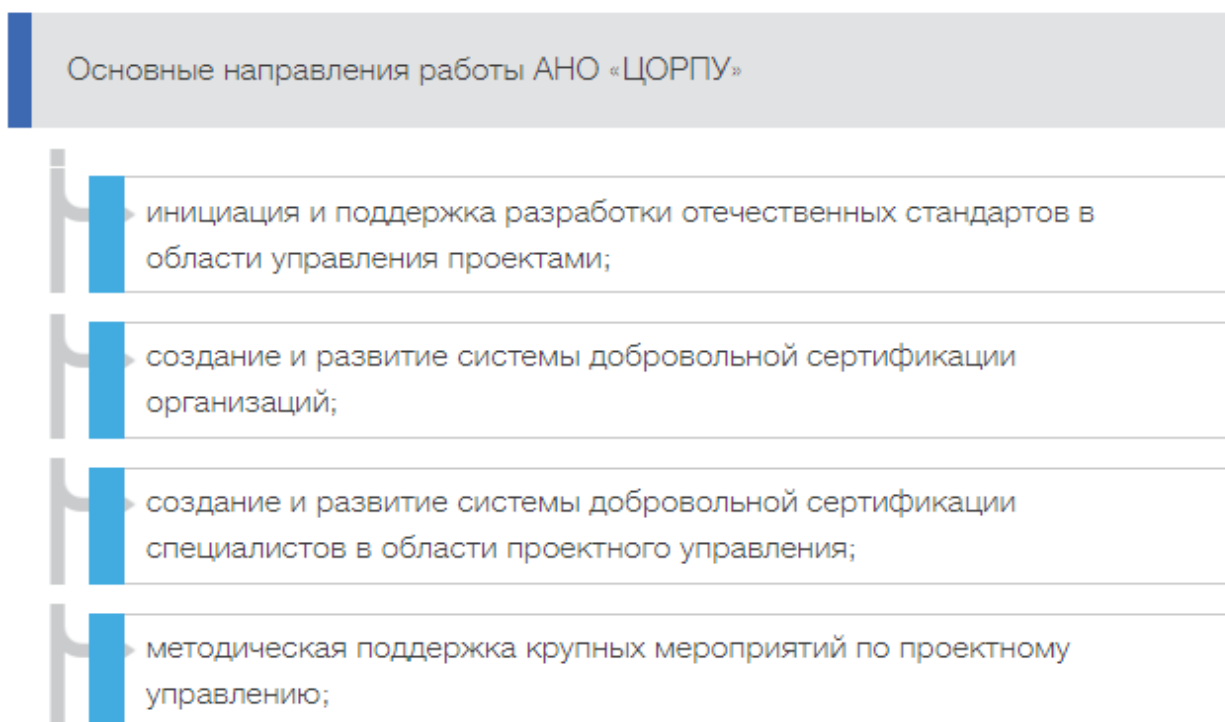 Основные направления работы АНО «ЦОРПУ»
инициация и поддержка разработки отечественных стандартов в
области управления проектами;
создание и развитие системы добровольной сертификации
организаций;
создание и развитие системы добровольной сертификации
специалистов в области проектного управления;
методическая поддержка крупных мероприятий по проектному
управлению;